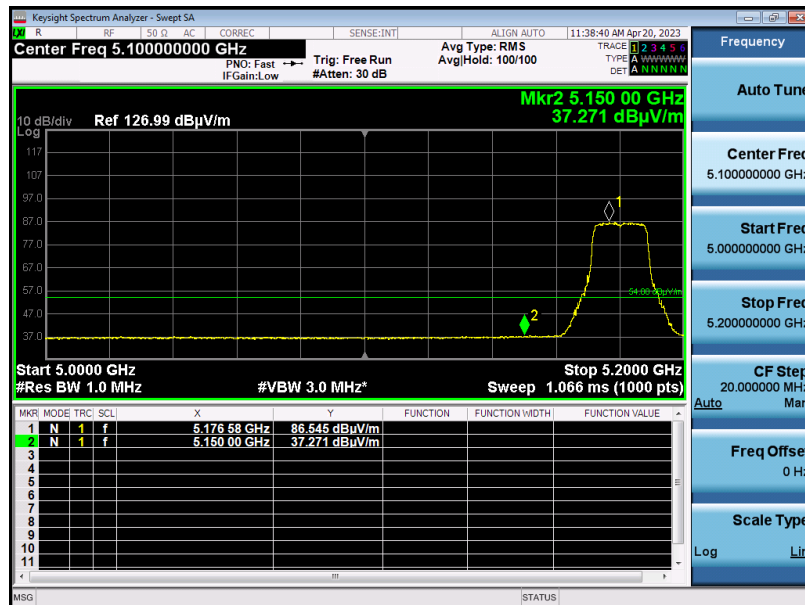 Keysight Spectrum Analyzer - Swept SA
R RF 50 Ω AC CORREC SENSE:INT ALIGN AUTO 11:38:40 AM Apr 20, 2023
Center Freq 5.100000000 GHz
PNO: Fast
IFGain:Low
Trig: Free Run
#Atten: 30 dB
Avg Type: RMS
Avg|Hold: 100/100
TRACE 1 2 3 4 5 6
TYPE A WWWWW
DET A N N N N N
Mkr2 5.150 00 GHz
37.271 dBµV/m
10 dB/div Ref 126.99 dBµV/m
Log
117
107
97.0
87.0
77.0
67.0
57.0
47.0
37.0
1
2
54.00 dBµV/m
Start 5.0000 GHz Stop 5.2000 GHz
#Res BW 1.0 MHz #VBW 3.0 MHz* Sweep 1.066 ms (1000 pts)
MKR MODE TRC SCL X Y FUNCTION FUNCTION WIDTH FUNCTION VALUE
1 N 1 f 5.176 58 GHz 86.545 dBµV/m
2 N 1 f 5.150 00 GHz 37.271 dBµV/m
3
4
5
6
7
8
9
10
11
MSG STATUS
Frequency
Auto Tune
Center Freq
5.100000000 GHz
Start Freq
5.000000000 GHz
Stop Freq
5.200000000 GHz
CF Step
20.000000 MHz
Auto Man
Freq Offset
0 Hz
Scale Type
Log Lin